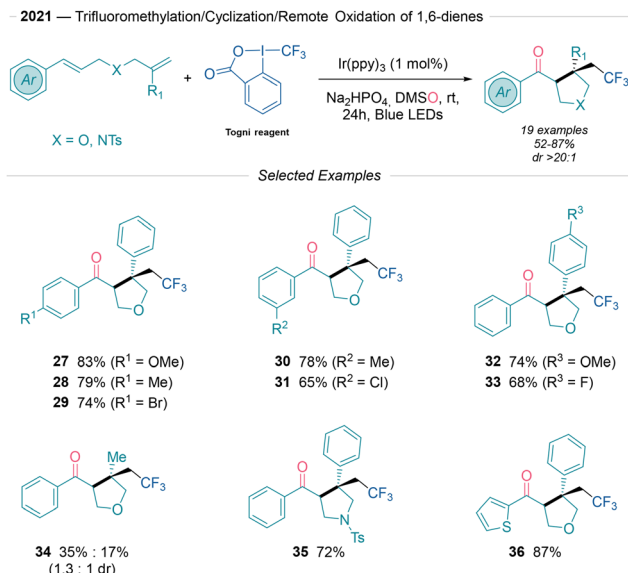 2021 — Trifluoromethylation/Cyclization/Remote Oxidation of 1,6-dienes
Ar
X
R1
X = O, NTs
+
O
I
CF3
O
Togni reagent
Ir(ppy)3 (1 mol%)
Na2HPO4, DMSO, rt,
24h, Blue LEDs
O
R1
CF3
Ar
X
19 examples
52-87%
dr >20:1
Selected Examples
O
CF3
O
R1
27 83% (R1 = OMe)
28 79% (R1 = Me)
29 74% (R1 = Br)
O
CF3
O
R2
30 78% (R2 = Me)
31 65% (R2 = Cl)
R3
O
CF3
O
32 74% (R3 = OMe)
33 68% (R3 = F)
O
Me
CF3
O
34 35% : 17%
(1.3 : 1 dr)
O
CF3
N
Ts
35 72%
O
CF3
S
O
36 87%